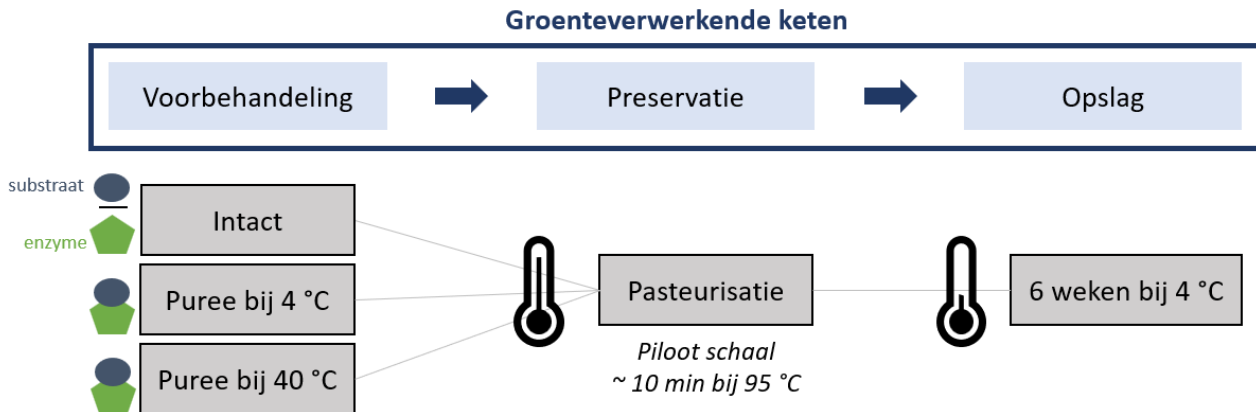 Groenteverwerkende keten
Voorbehandeling
Preservatie
Opslag
substraat
enzyme
Intact
Puree bij 4 °C
Puree bij 40 °C
Pasteurisatie
Piloot schaal
~ 10 min bij 95 °C
6 weken bij 4 °C